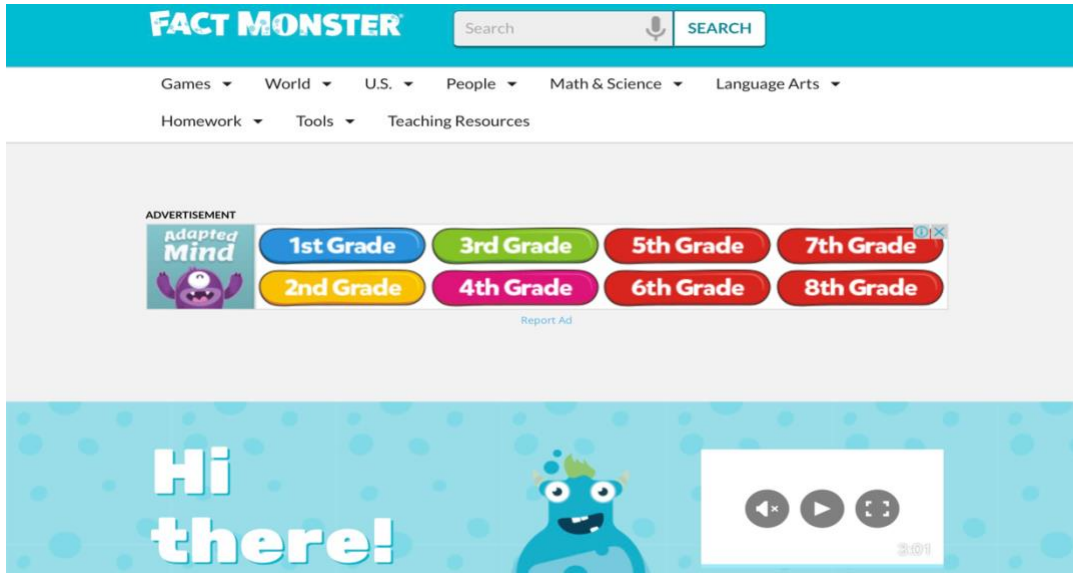 FACT MONSTER®
Search
SEARCH
Games World U.S. People Math & Science Language Arts
Homework Tools Teaching Resources
ADVERTISEMENT
Adapted
Mind
1st Grade 3rd Grade 5th Grade 7th Grade
2nd Grade 4th Grade 6th Grade 8th Grade
Report Ad
Hi
there!
3:01